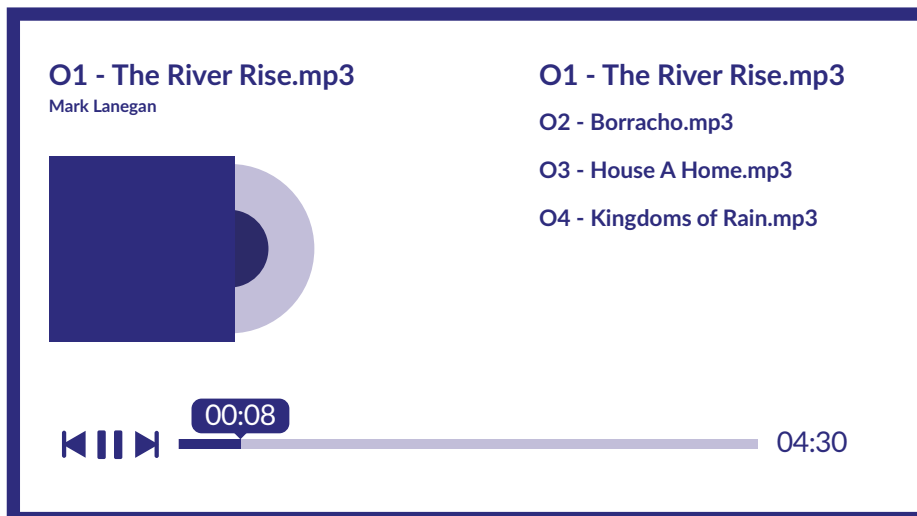 O1 - The River Rise.mp3
Mark Lanegan
O1 - The River Rise.mp3
O2 - Borracho.mp3
O3 - House A Home.mp3
O4 - Kingdoms of Rain.mp3
00:08
04:30